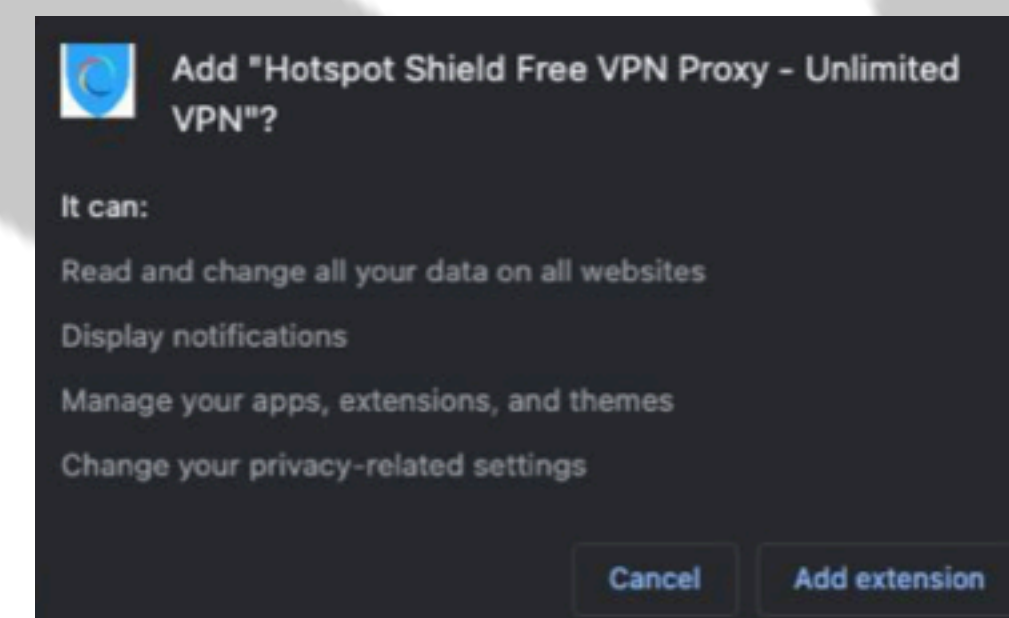 Add "Hotspot Shield Free VPN Proxy - Unlimited
VPN"?
It can:
Read and change all your data on all websites
Display notifications
Manage your apps, extensions, and themes
Change your privacy-related settings
Cancel
Add extension